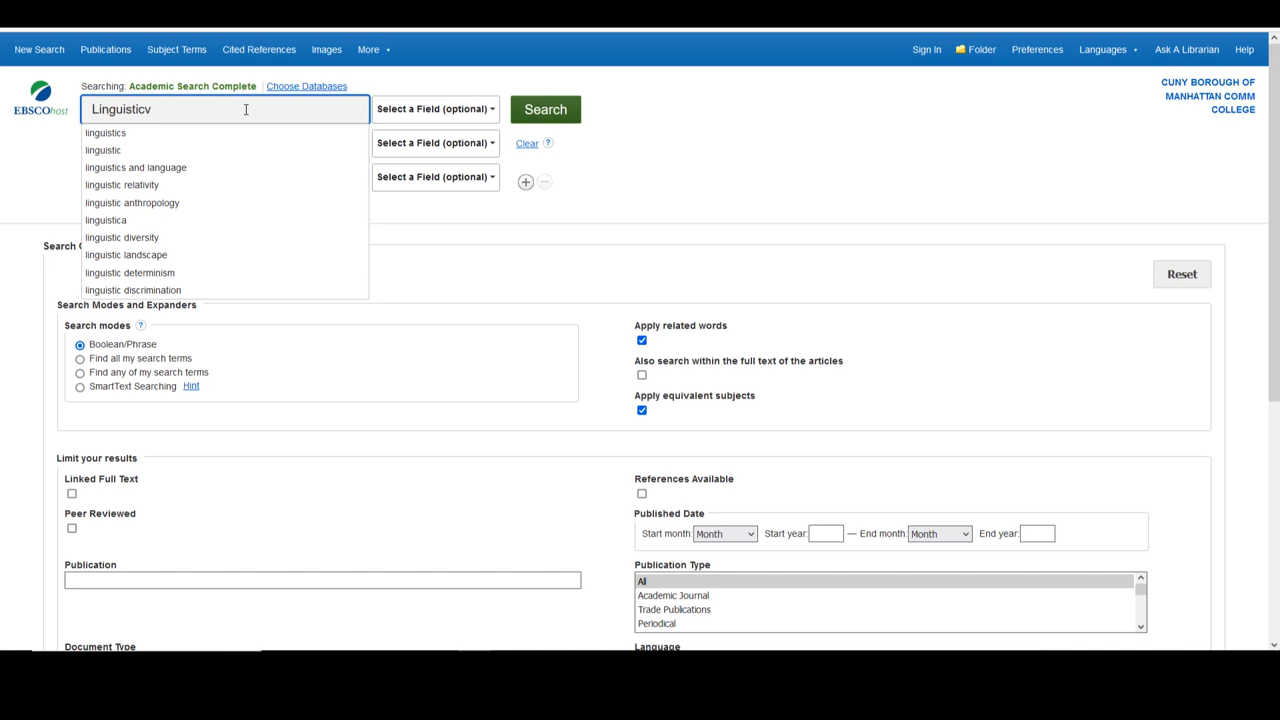 New Search Publications Subject Terms Cited References Images More Sign In Folder Preferences Languages Ask A Librarian Help
Searching: Academic Search Complete Choose Databases
CUNY BOROUGH OF
MANHATTAN COMM
COLLEGE
EBSCOhost
Linguisticv Select a Field (optional) Search
linguistics
Select a Field (optional) Clear ?
linguistic
linguistics and language
Select a Field (optional)
linguistic relativity
linguistic anthropology
linguistica
linguistic diversity
linguistic landscape
linguistic determinism
linguistic discrimination
Search
Reset
Search Modes and Expanders
Search modes ?
Boolean/Phrase
Find all my search terms
Find any of my search terms
SmartText Searching Hint
Apply related words
Also search within the full text of the articles
Apply equivalent subjects
Limit your results
Linked Full Text
Peer Reviewed
Publication
Document Type
References Available
Published Date
Start month: Month Start year: — End month: Month End year:
Publication Type
All
Academic Journal
Trade Publications
Periodical
Language